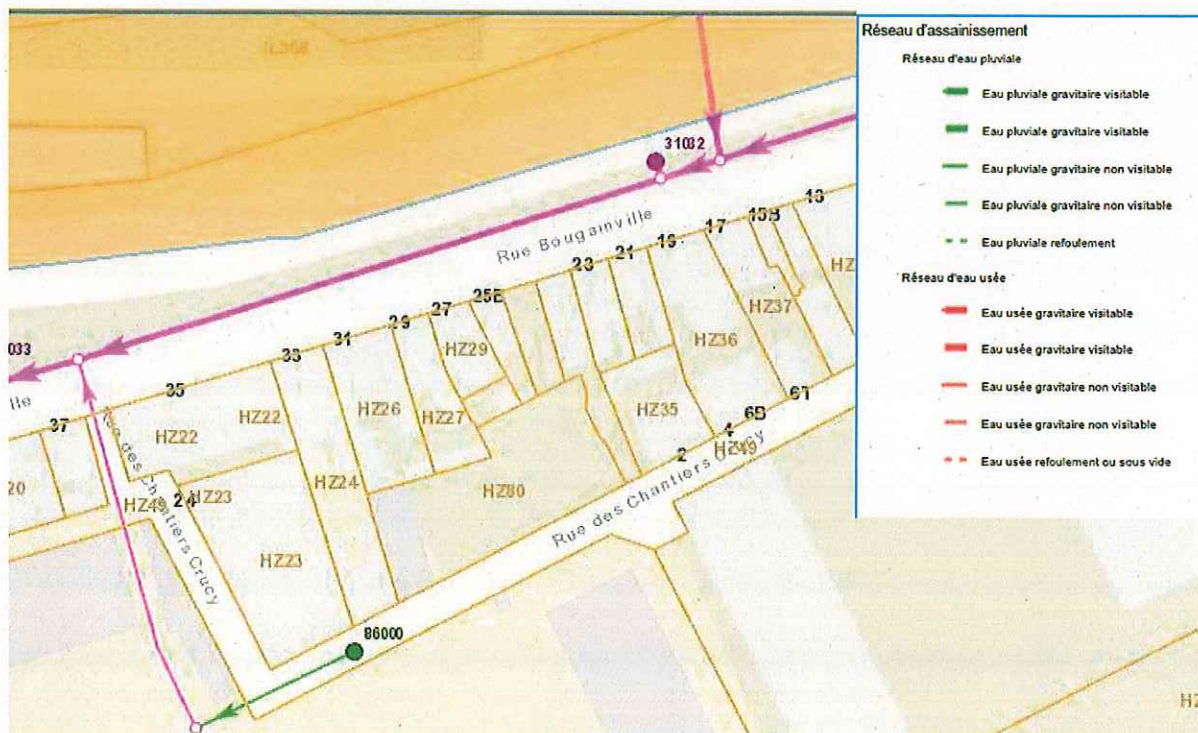 Réseau d'assainissement
Réseau d'eau pluviale
Eau pluviale gravitaire visitable
Eau pluviale gravitaire visitable
Eau pluviale gravitaire non visitable
Eau pluviale gravitaire non visitable
Eau pluviale refoulement
Réseau d'eau usée
Eau usée gravitaire visitable
Eau usée gravitaire visitable
Eau usée gravitaire non visitable
Eau usée gravitaire non visitable
Eau usée refoulement ou sous vide
31032
Rue Bougainville
13
15B
17
19
21
23
25B
27
29
31
33
35
37
033
lle
HZ
HZ37
HZ36
HZ29
HZ35
HZ22
HZ22
HZ26
HZ27
6T
6B
4
2
HZ49
HZ24
HZ80
HZ23
HZ23
24
HZ49
20
Rue des Chantiers Crucy
Rue des Chantiers Crucy
86000
HZ